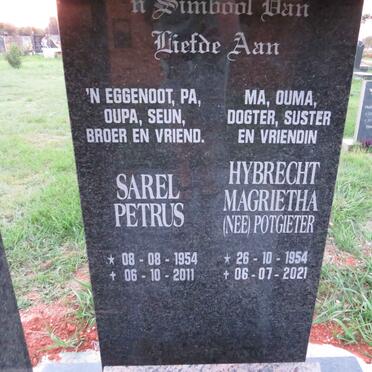 'n Simbool Van
Liefde Aan
'N EGGENOOT, PA,
OUPA, SEUN,
BROER EN VRIEND.
SAREL
PETRUS
* 08 - 08 - 1954
✝ 06 - 10 - 2011
MA, OUMA,
DOGTER, SUSTER
EN VRIENDIN
HYBRECHT
MAGRIETHA
(NEE) POTGIETER
* 26 - 10 - 1954
✝ 06 - 07 - 2021